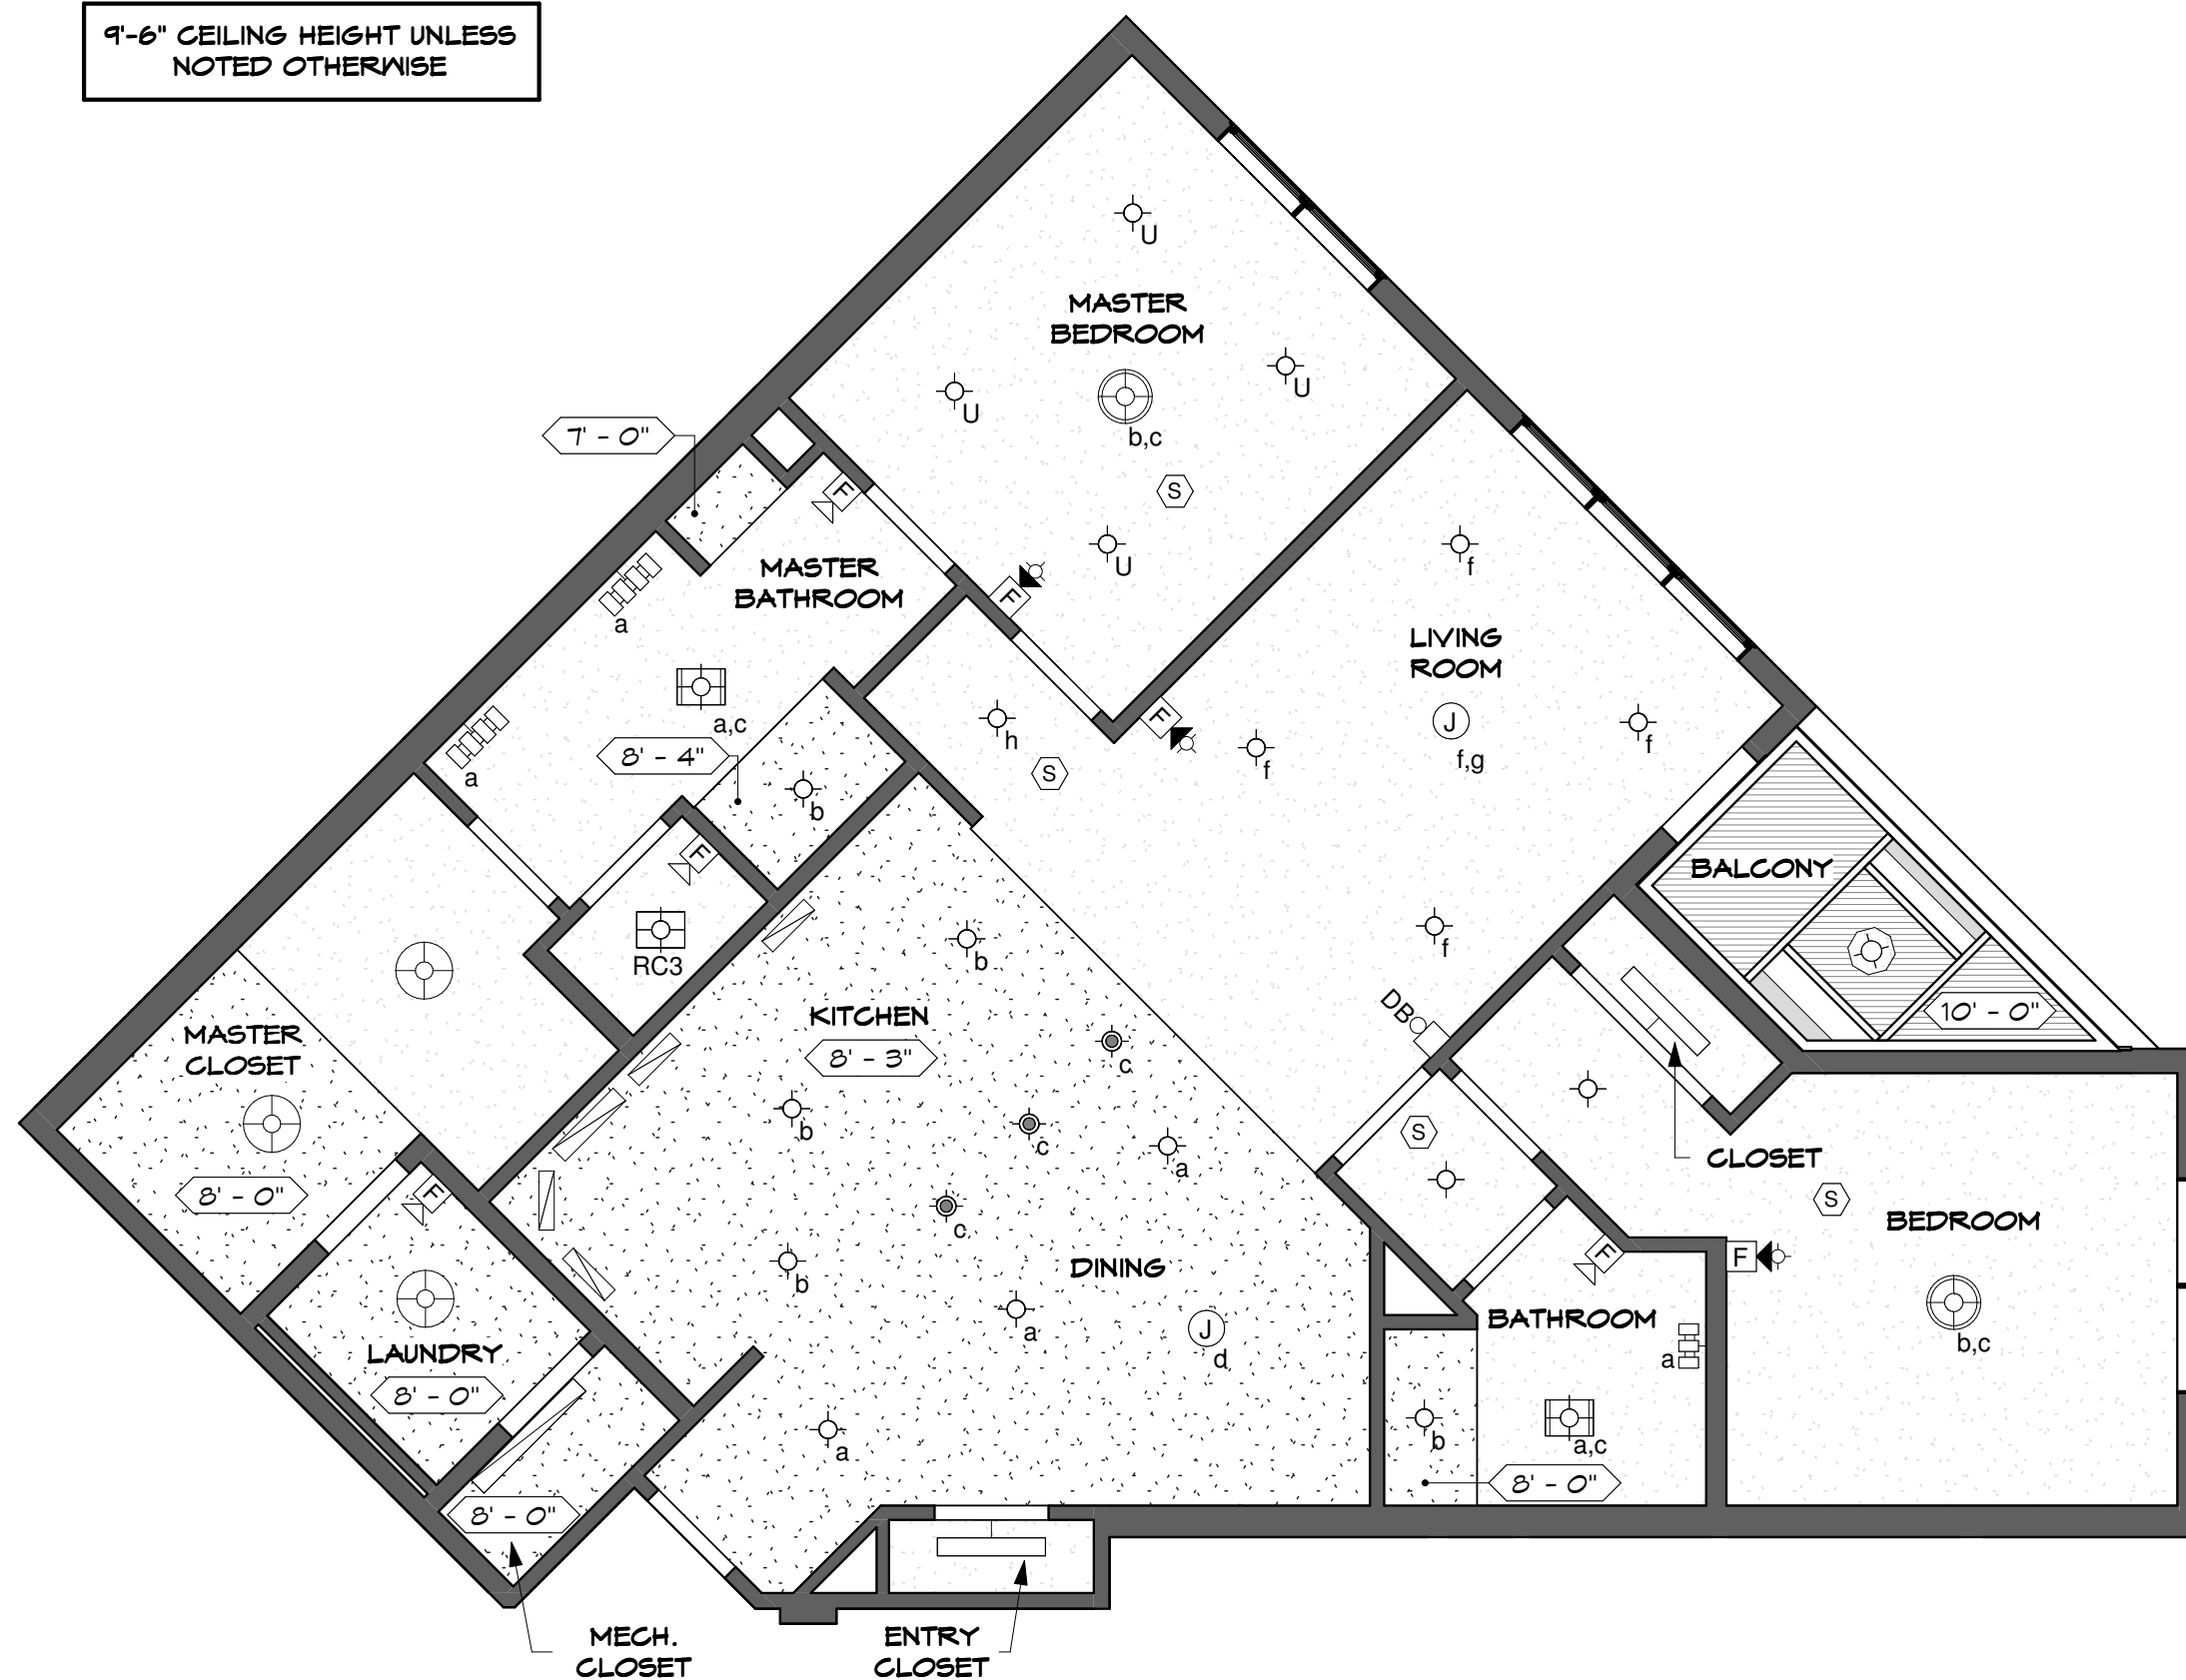 9'-6" CEILING HEIGHT UNLESS
NOTED OTHERWISE
U
MASTER
BEDROOM
U
U
b,c
7' - 0"
S
F
U
f
MASTER
BATHROOM
F
a
LIVING
ROOM
F
J
a,c
h
f
f
f,g
8' - 4"
S
a
b
F
BALCONY
b
f
RC3
DB
10' - 0"
KITCHEN
8' - 3"
MASTER
CLOSET
c
b
c
a
S
CLOSET
8' - 0"
F
c
S
BEDROOM
b
DINING
F
F
a
J
d
BATHROOM
a
b,c
LAUNDRY
8' - 0"
a
b
a,c
8' - 0"
8' - 0"
MECH.
CLOSET
ENTRY
CLOSET